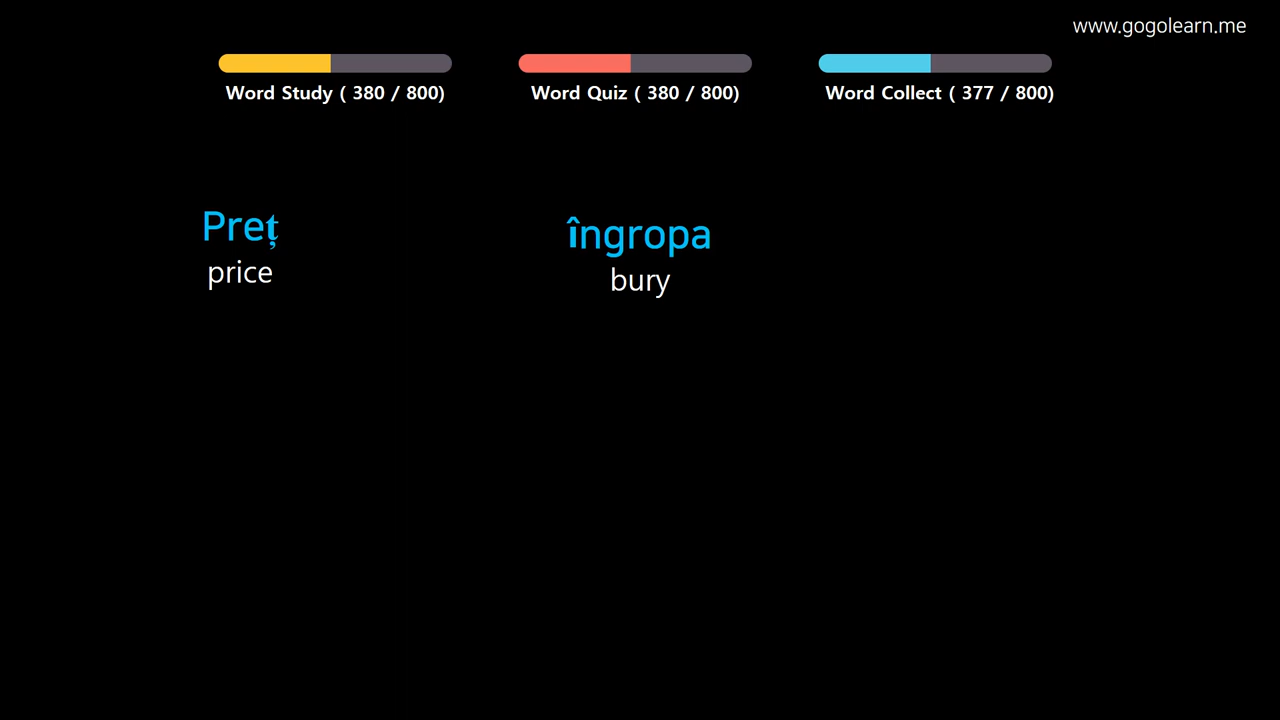 www.gogolearn.me
Word Study ( 380 / 800)
Word Quiz ( 380 / 800)
Word Collect ( 377 / 800)
Preț
price
îngropa
bury